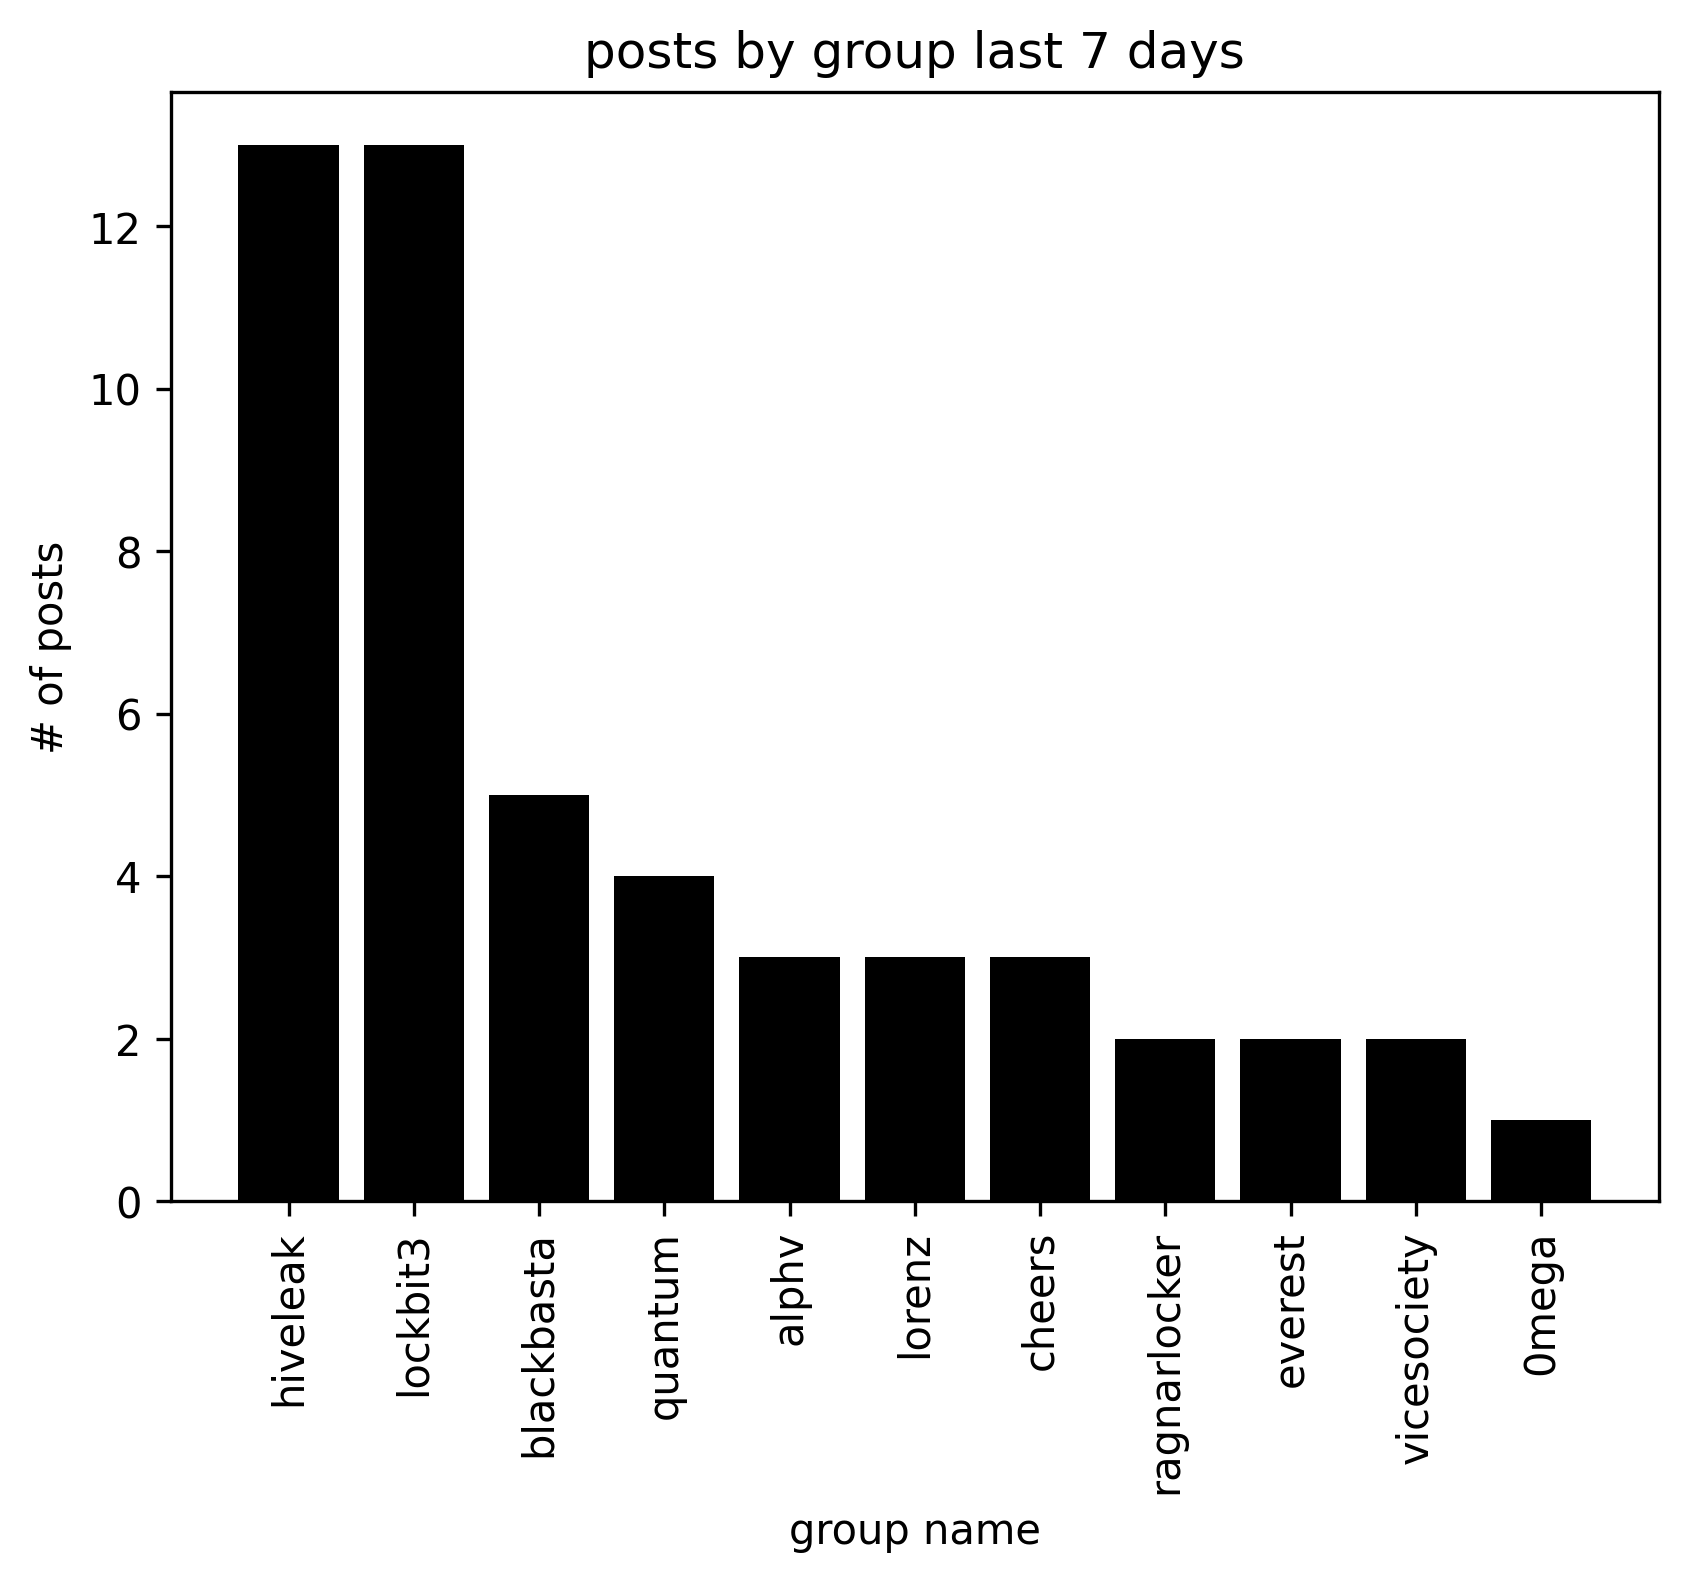 posts by group last 7 days
12
10
8
6
4
2
0
# of posts
hiveleak
lockbit3
blackbasta
quantum
alphv
lorenz
cheers
ragnarlocker
everest
vicesociety
0mega
group name